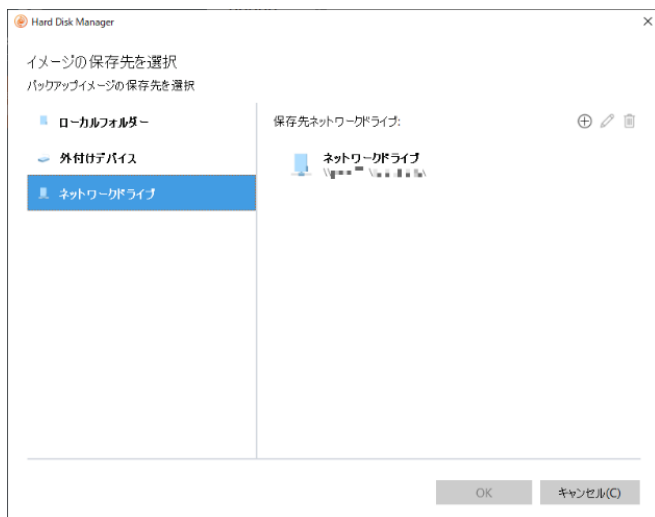 Hard Disk Manager
イメージの保存先を選択
バックアップイメージの保存先を選択
ローカルフォルダー
外付けデバイス
ネットワークドライブ
保存先ネットワークドライブ:
ネットワークドライブ
OK
キャンセル(C)